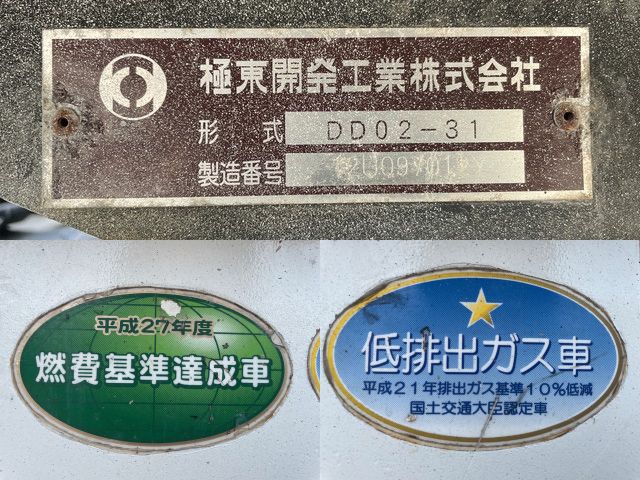 極東開発工業株式会社
形式 DD02-31
製造番号
平成27年度
燃費基準達成車
低排出ガス車
平成21年排出ガス基準10%低減
国土交通大臣認定車